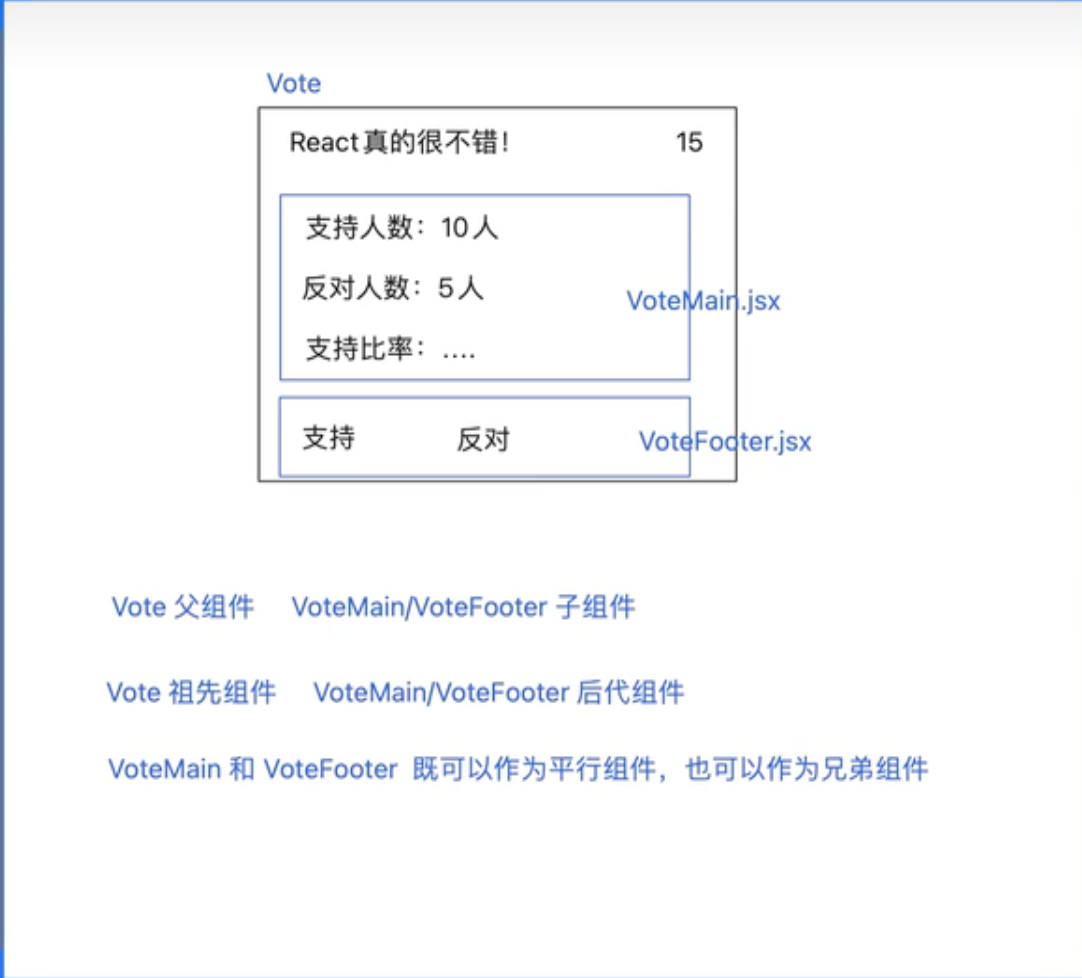 Vote
React真的很不错！ 15
支持人数：10人
反对人数：5人
VoteMain.jsx
支持比率：....
支持 反对 VoteFooter.jsx
Vote 父组件 VoteMain/VoteFooter 子组件
Vote 祖先组件 VoteMain/VoteFooter 后代组件
VoteMain 和 VoteFooter 既可以作为平行组件，也可以作为兄弟组件